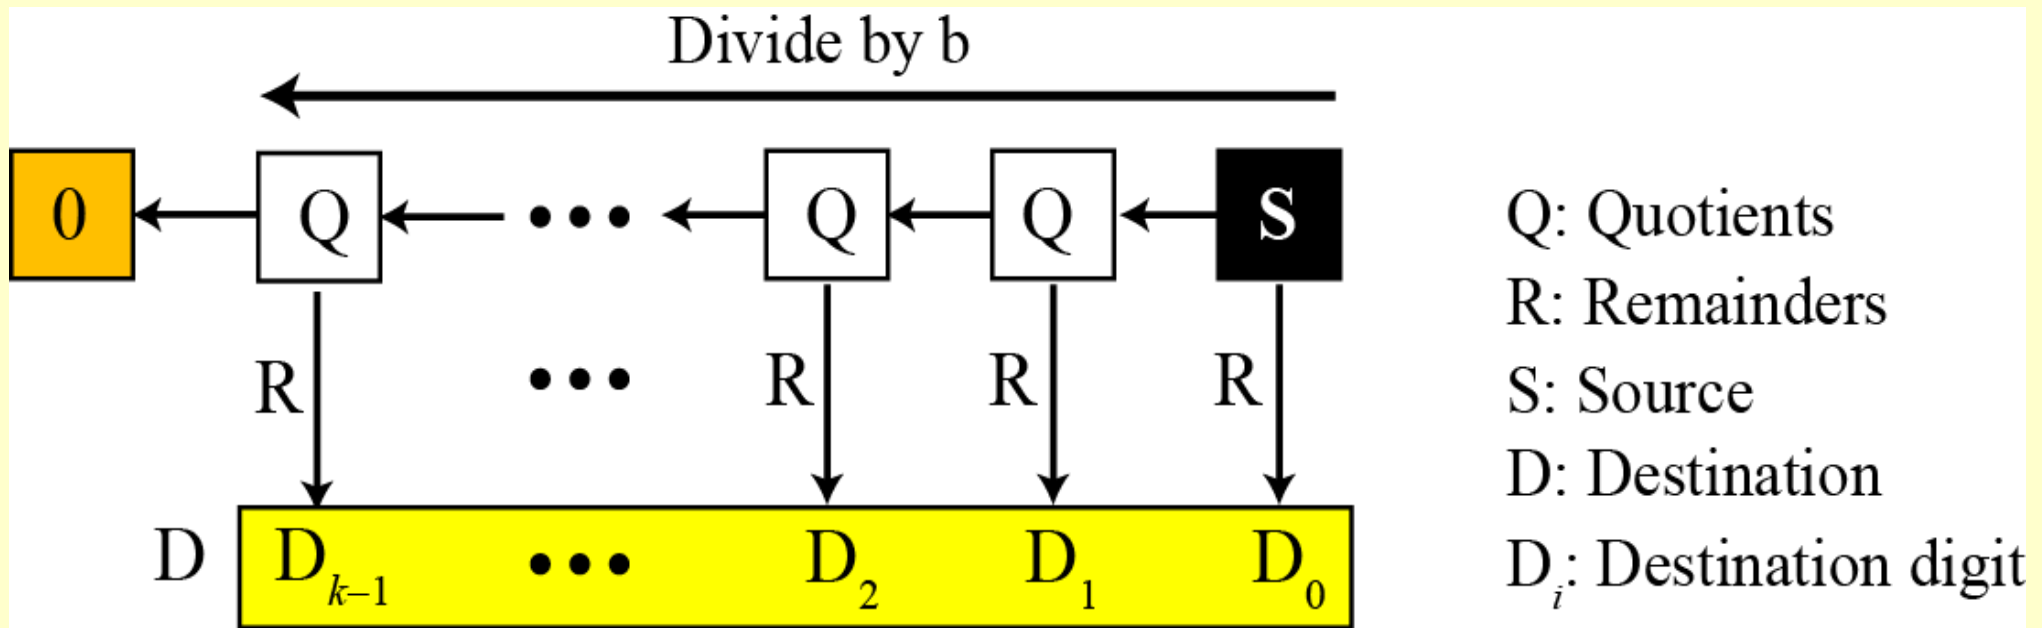 Divide by b
0 Q ••• Q Q S
Q: Quotients
R: Remainders
R ••• R R R
S: Source
D: Destination
D D_{k–1} ••• D_2 D_1 D_0
D_i: Destination digit